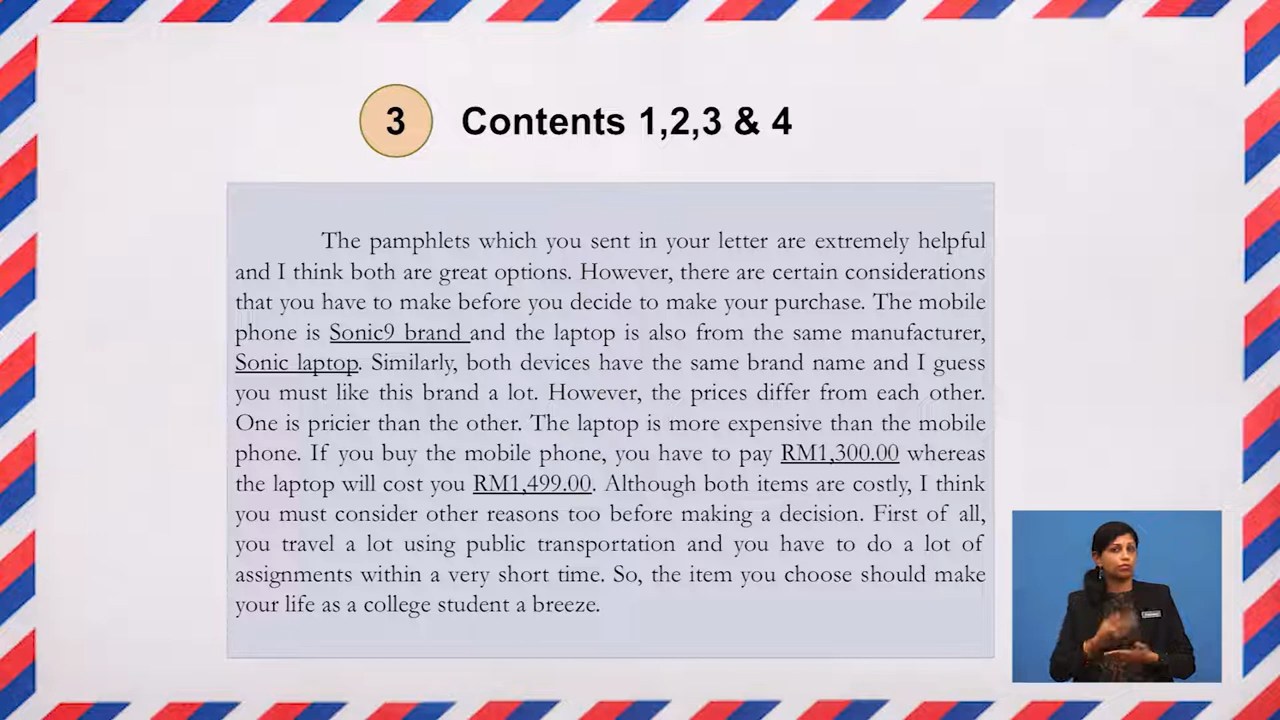 3 Contents 1,2,3 & 4
The pamphlets which you sent in your letter are extremely helpful
and I think both are great options. However, there are certain considerations
that you have to make before you decide to make your purchase. The mobile
phone is Sonic9 brand and the laptop is also from the same manufacturer,
Sonic laptop. Similarly, both devices have the same brand name and I guess
you must like this brand a lot. However, the prices differ from each other.
One is pricier than the other. The laptop is more expensive than the mobile
phone. If you buy the mobile phone, you have to pay RM1,300.00 whereas
the laptop will cost you RM1,499.00. Although both items are costly, I think
you must consider other reasons too before making a decision. First of all,
you travel a lot using public transportation and you have to do a lot of
assignments within a very short time. So, the item you choose should make
your life as a college student a breeze.